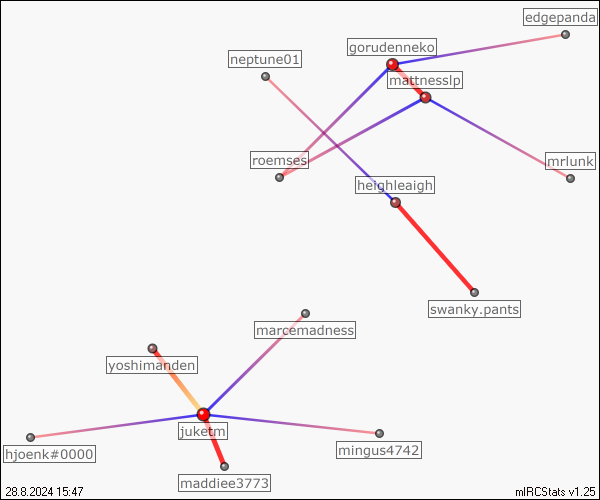 edgepanda
gorudenneko
neptune01
mattnesslp
roemses
mrlunk
heighleaigh
swanky.pants
marcemadness
yoshimanden
juketm
mingus4742
hjoenk#0000
maddiee3773
28.8.2024 15:47
mIRCStats v1.25